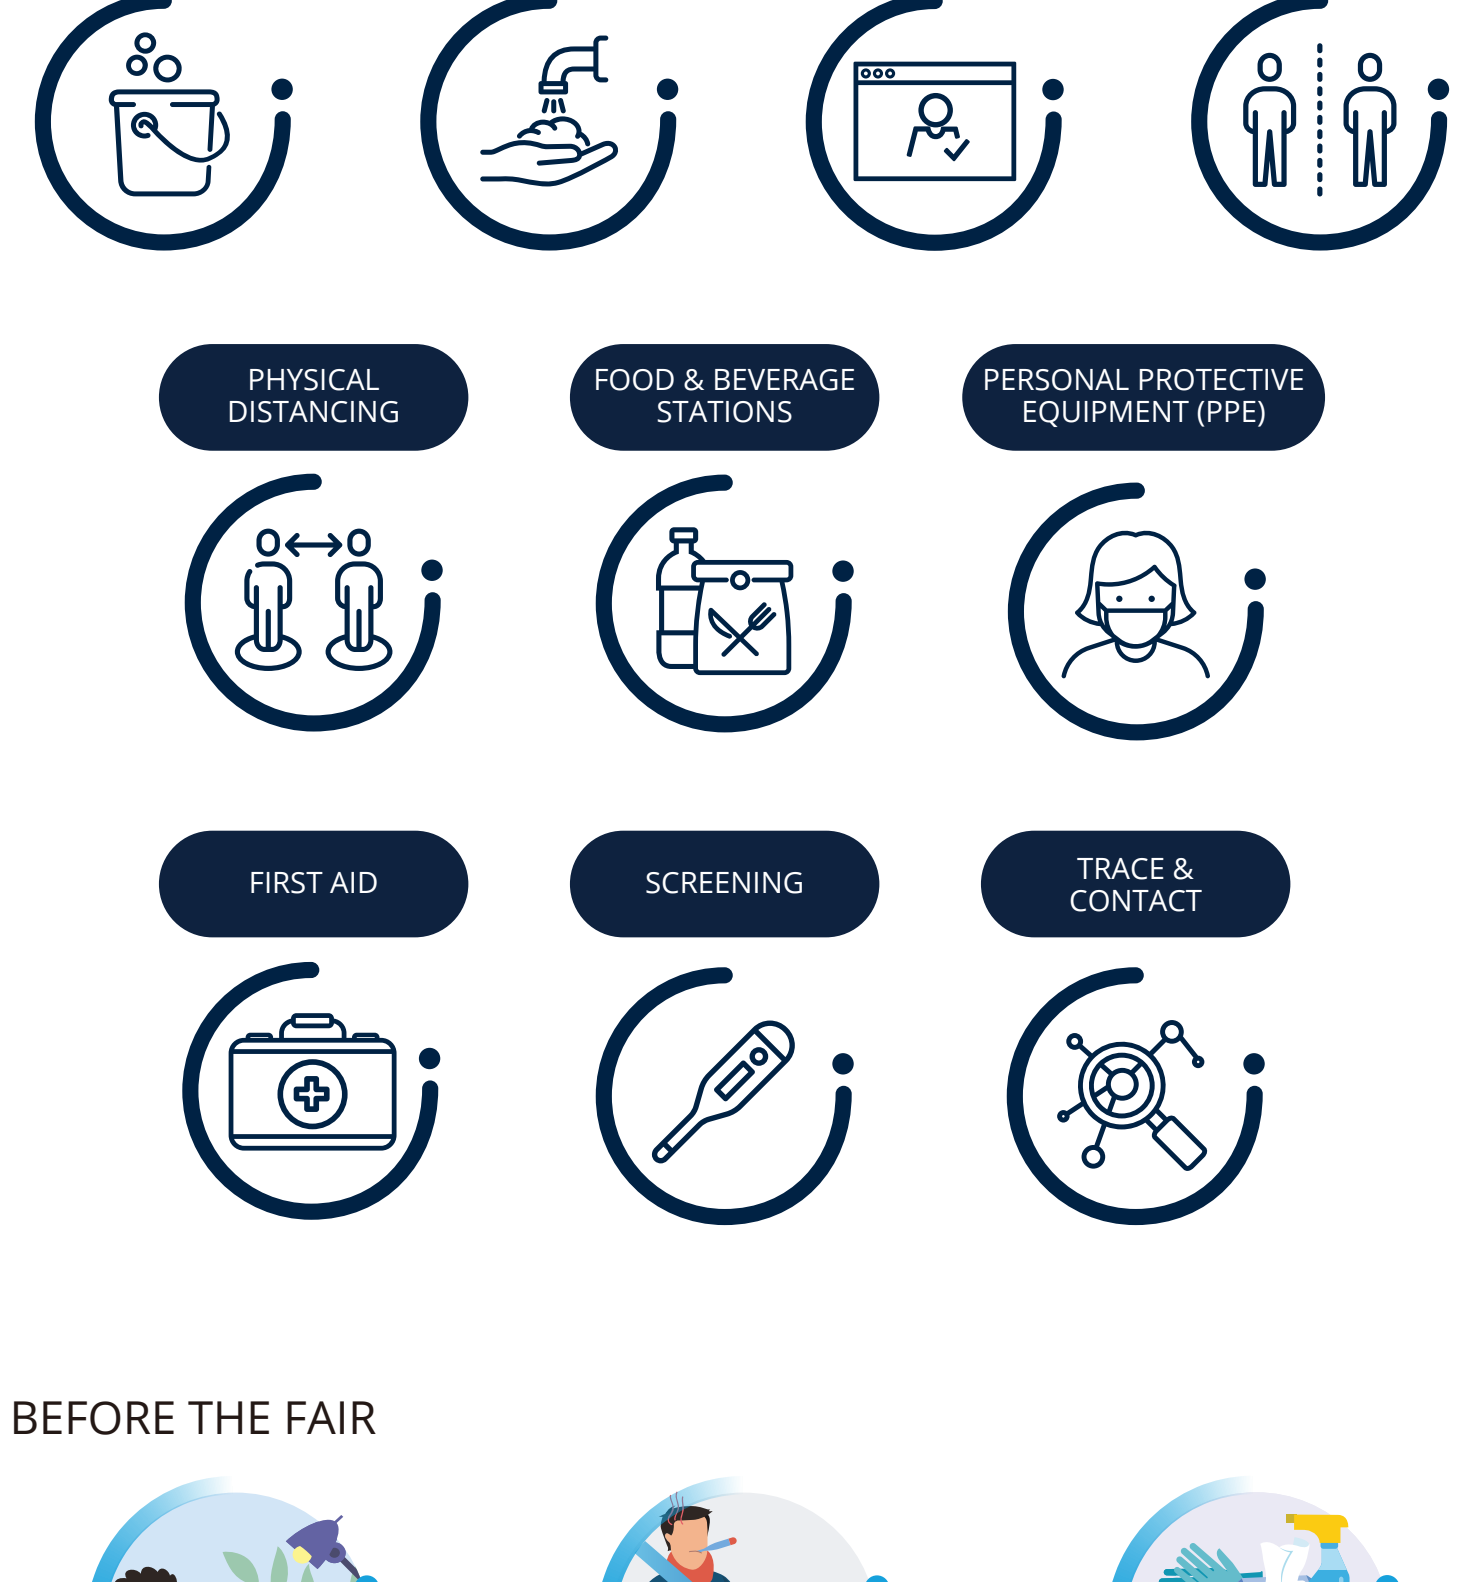 PHYSICAL
DISTANCING
FOOD & BEVERAGE
STATIONS
PERSONAL PROTECTIVE
EQUIPMENT (PPE)
FIRST AID
SCREENING
TRACE &
CONTACT
BEFORE THE FAIR